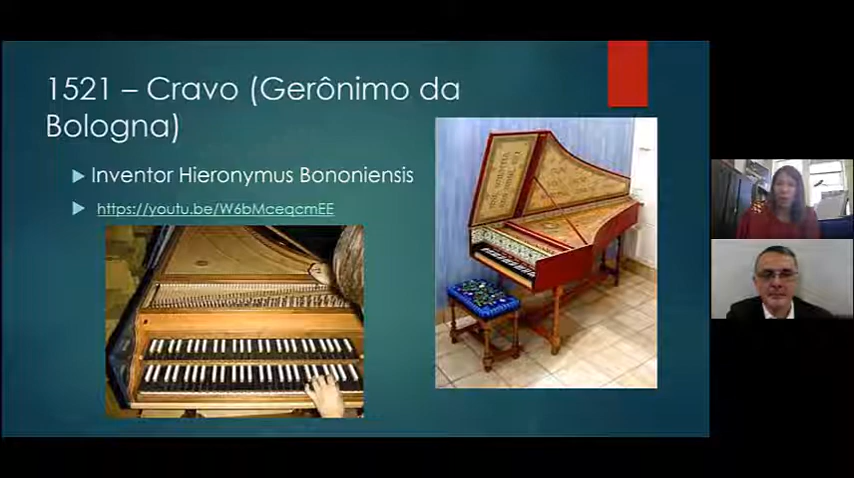 1521 – Cravo (Gerônimo da
Bologna)
Inventor Hieronymus Bononiensis
https://youtu.be/W6bMceqcmEE